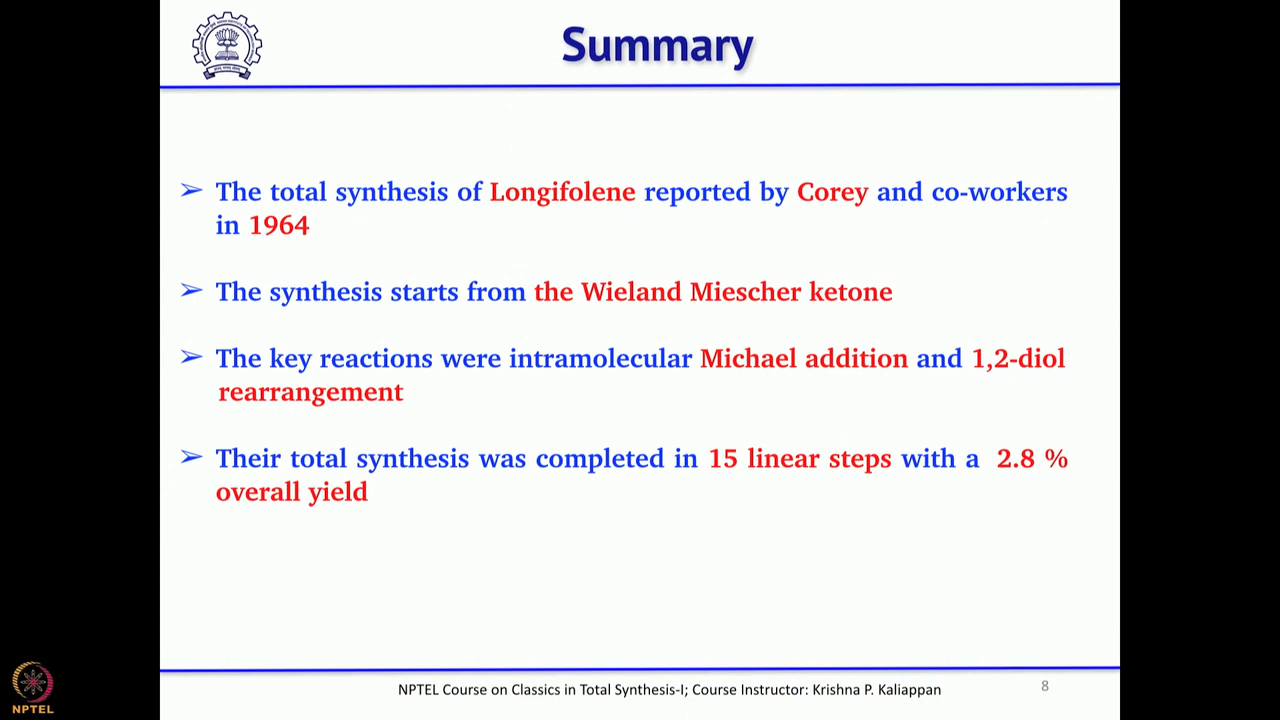 Summary
➢ The total synthesis of Longifolene reported by Corey and co-workers
in 1964
➢ The synthesis starts from the Wieland Miescher ketone
➢ The key reactions were intramolecular Michael addition and 1,2-diol
rearrangement
➢ Their total synthesis was completed in 15 linear steps with a 2.8 %
overall yield
NPTEL Course on Classics in Total Synthesis-I; Course Instructor: Krishna P. Kaliappan
8
NPTEL